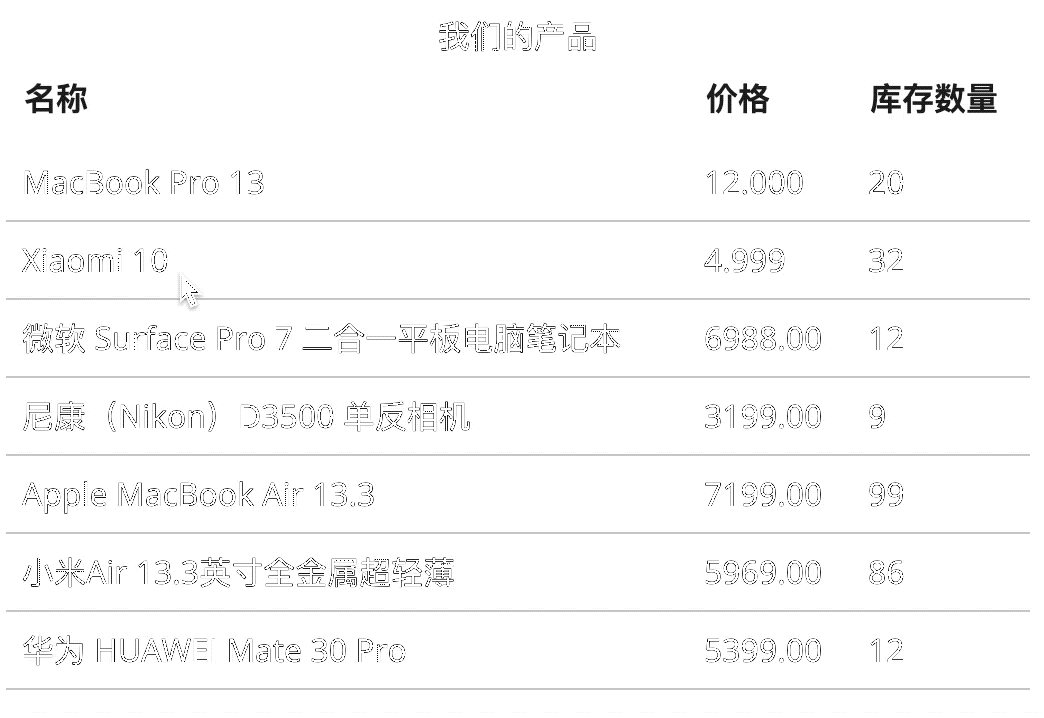 我们的产品
名称 价格 库存数量
MacBook Pro 13 12.000 20
Xiaomi 10 4.999 32
微软 Surface Pro 7 二合一平板电脑笔记本 6988.00 12
尼康（Nikon） D3500 单反相机 3199.00 9
Apple MacBook Air 13.3 7199.00 99
小米Air 13.3英寸全金属超轻薄 5969.00 86
华为 HUAWEI Mate 30 Pro 5399.00 12